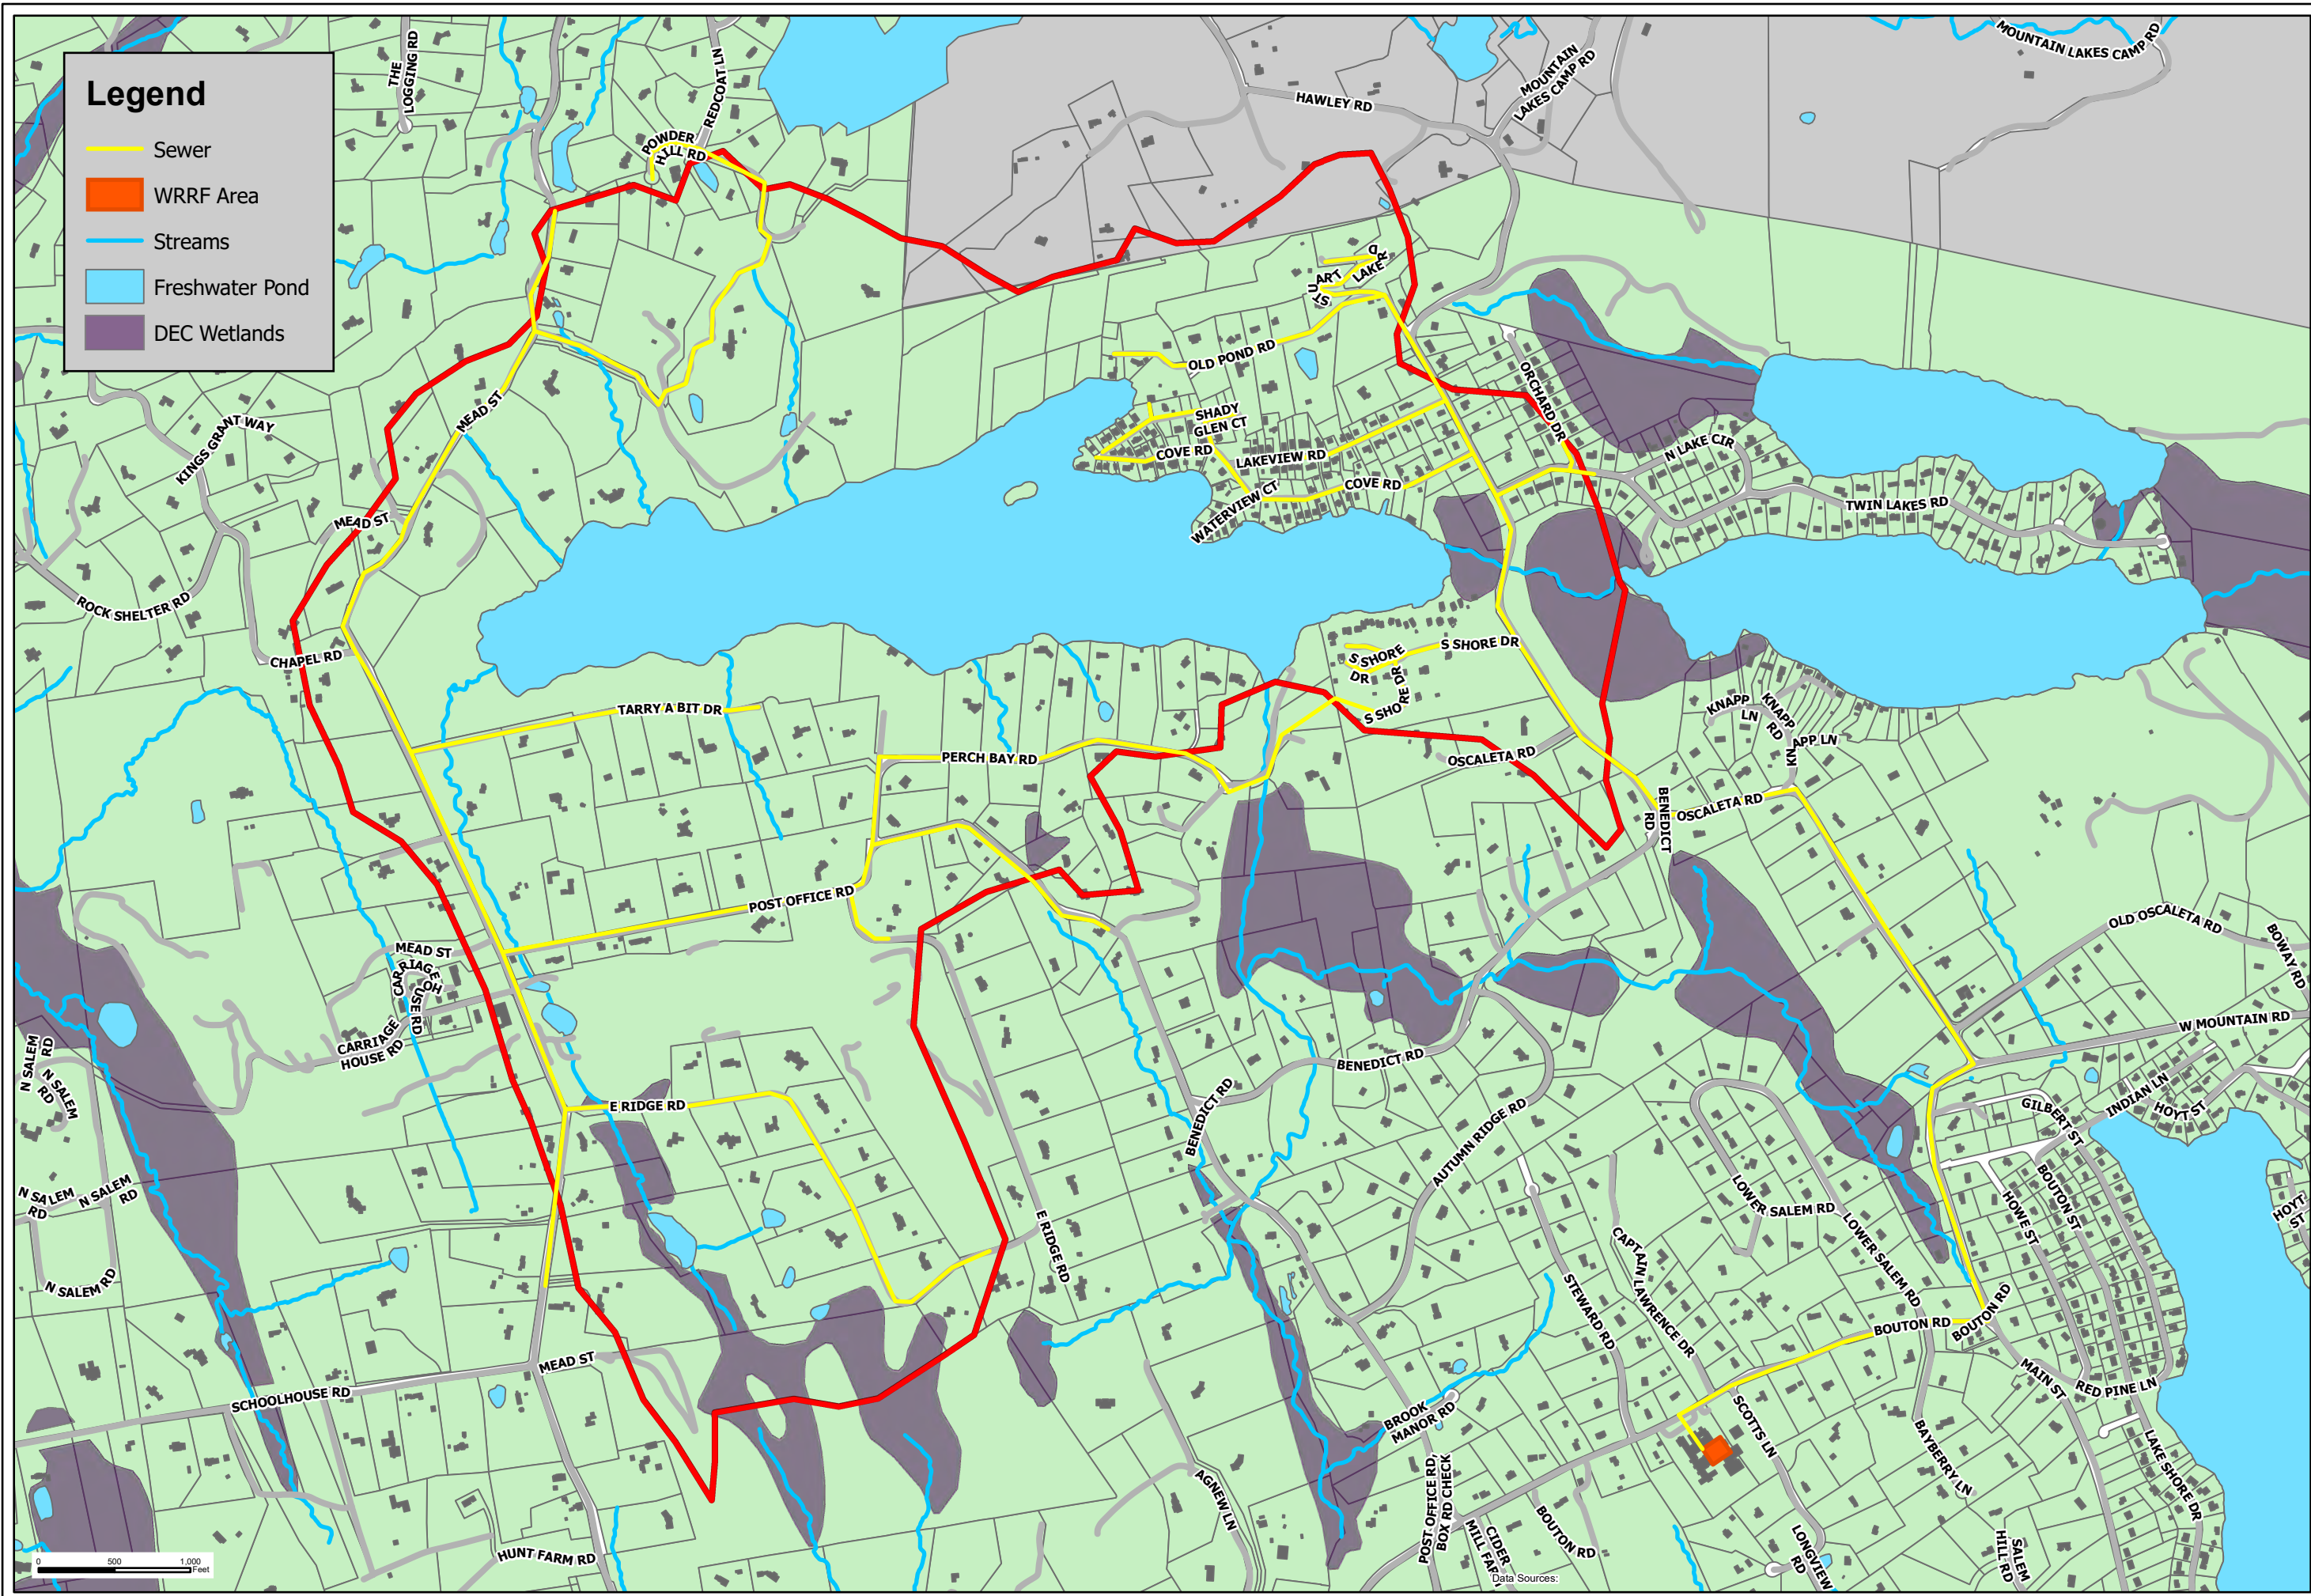 Legend
Sewer
WRRF Area
Streams
Freshwater Pond
DEC Wetlands
THE
LOGGING RD
REDCOAT LN
POWDER
HILL RD
HAWLEY RD
MOUNTAIN
LAKES CAMP RD
MOUNTAIN LAKES CAMP RD
STUART LAKE RD
OLD POND RD
SHADY
GLEN CT
COVE RD
LAKEVIEW RD
COVE RD
WATERVIEW CT
ORCHARD DR
N LAKE CIR
TWIN LAKES RD
MEAD ST
KINGS GRANT WAY
MEAD ST
ROCK SHELTER RD
CHAPEL RD
S SHORE DR
S SHORE
DR
S SHORE DR
TARRY A BIT DR
PERCH BAY RD
OSCALETA RD
KNAPP
LN
KNAPP
RD
KNAPP LN
OSCALETA RD
BENEDICT
RD
POST OFFICE RD
OLD OSCALETA RD
BOWAY RD
MEAD ST
CARRIAGE
HOUSE RD
CARRIAGE
HOUSE RD
W MOUNTAIN RD
N SALEM
RD
N SALEM
RD
BENEDICT RD
E RIDGE RD
BENEDICT RD
AUTUMN RIDGE RD
GILBERT ST
INDIAN LN
HOYT ST
N SALEM
RD
N SALEM
RD
LOWER SALEM RD
LOWER SALEM RD
HOWE ST
BOUTON ST
HOYT
ST
E RIDGE RD
CAPTAIN LAWRENCE DR
STEWARD RD
N SALEM RD
BOUTON RD
BOUTON RD
MEAD ST
SCHOOLHOUSE RD
MAIN ST
RED PINE LN
BROOK
MANOR RD
SCOTTS LN
BAYBERRY LN
LAKE SHORE DR
AGNEW LN
POST OFFICE RD,
BOX RD CHECK
CIDER
MILL FARM
BOUTON RD
LONGVIEW
RD
SALEM
HILL RD
HUNT FARM RD
0 500 1,000
Feet
Data Sources: